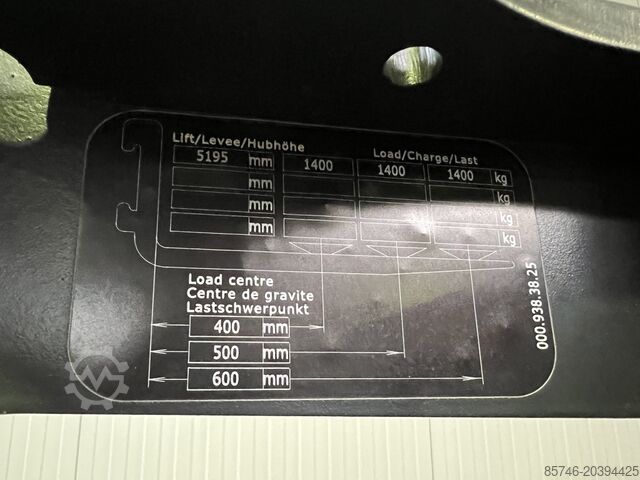 Lift/Levee/Hubhöhe
Load/Charge/Last
5195 mm 1400 1400 1400 kg
mm kg
mm kg
mm kg
Load centre
Centre de gravite
Lastschwerpunkt
400 mm
500 mm
600 mm
000.938.38.25
85746-20394425